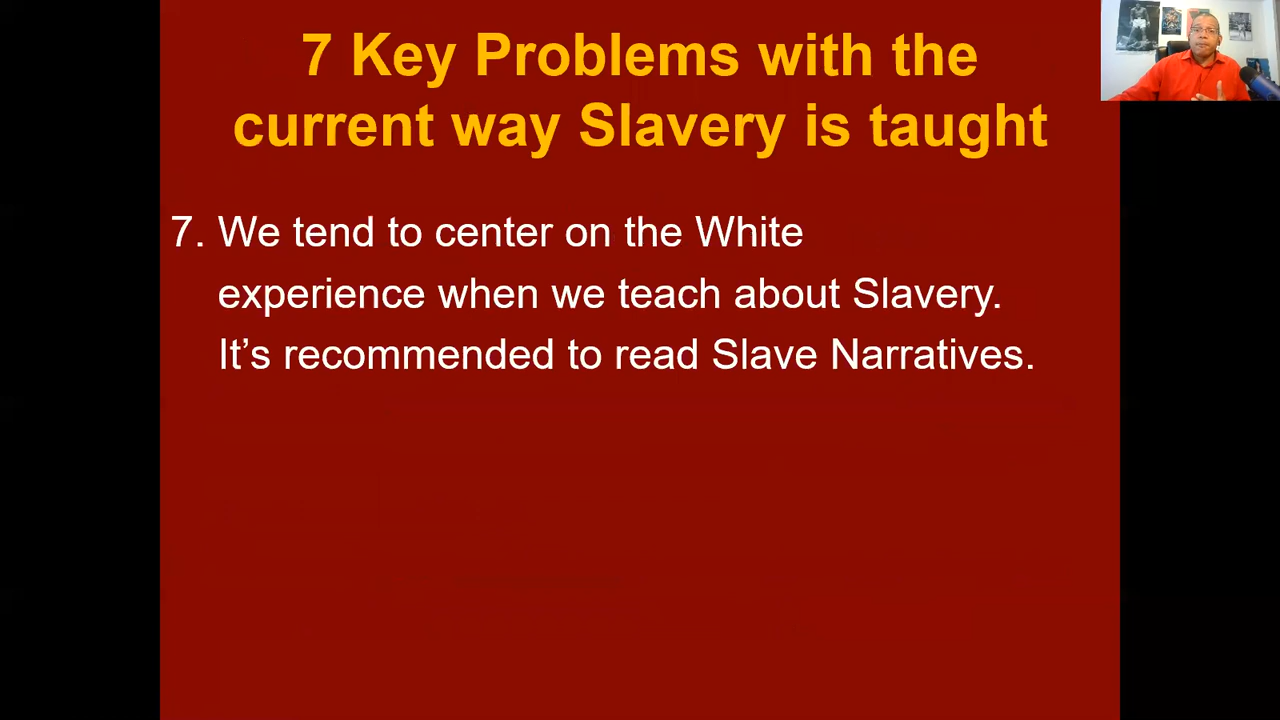 7 Key Problems with the
current way Slavery is taught
7. We tend to center on the White
experience when we teach about Slavery.
It’s recommended to read Slave Narratives.